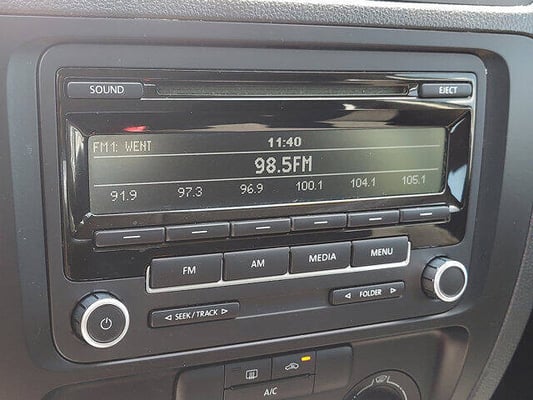 SOUND
EJECT
FM1: WENT
11:40
98.5FM
91.9 97.3 96.9 100.1 104.1 105.1
FM AM MEDIA MENU
SEEK / TRACK
FOLDER
A/C